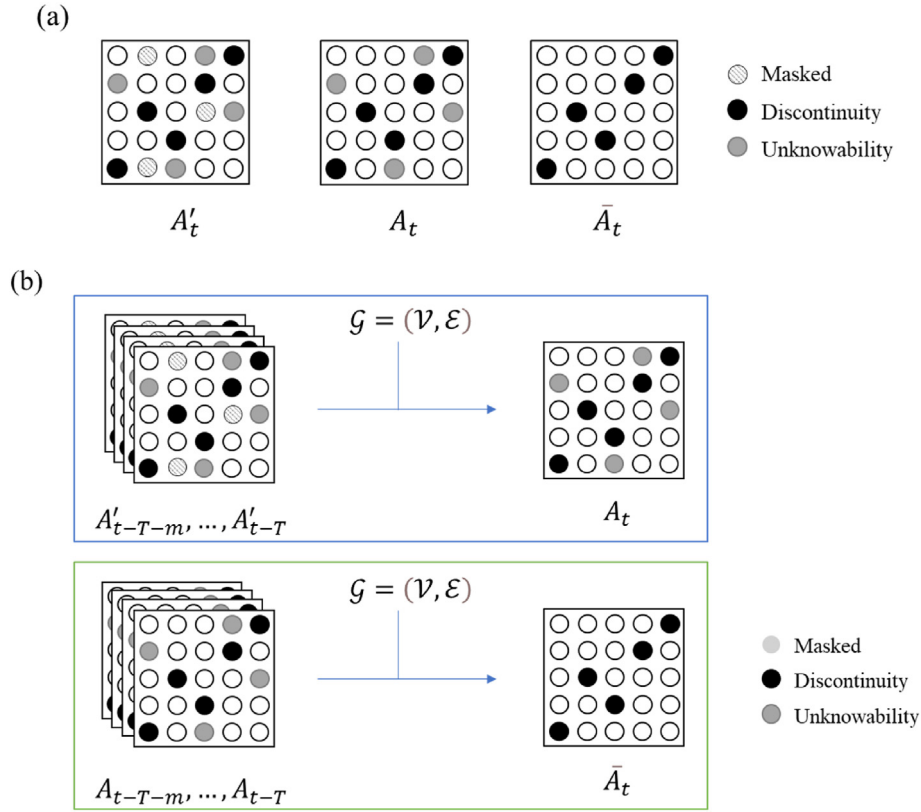 (a)
Masked
Discontinuity
Unknowability
A′ₜ
Aₜ
Āₜ
(b)
𝒢 = (𝒱, ℰ)
A′ₜ₋T₋ₘ, … , A′ₜ₋T
Aₜ
𝒢 = (𝒱, ℰ)
Masked
Discontinuity
Unknowability
Aₜ₋T₋ₘ, … , Aₜ₋T
Āₜ